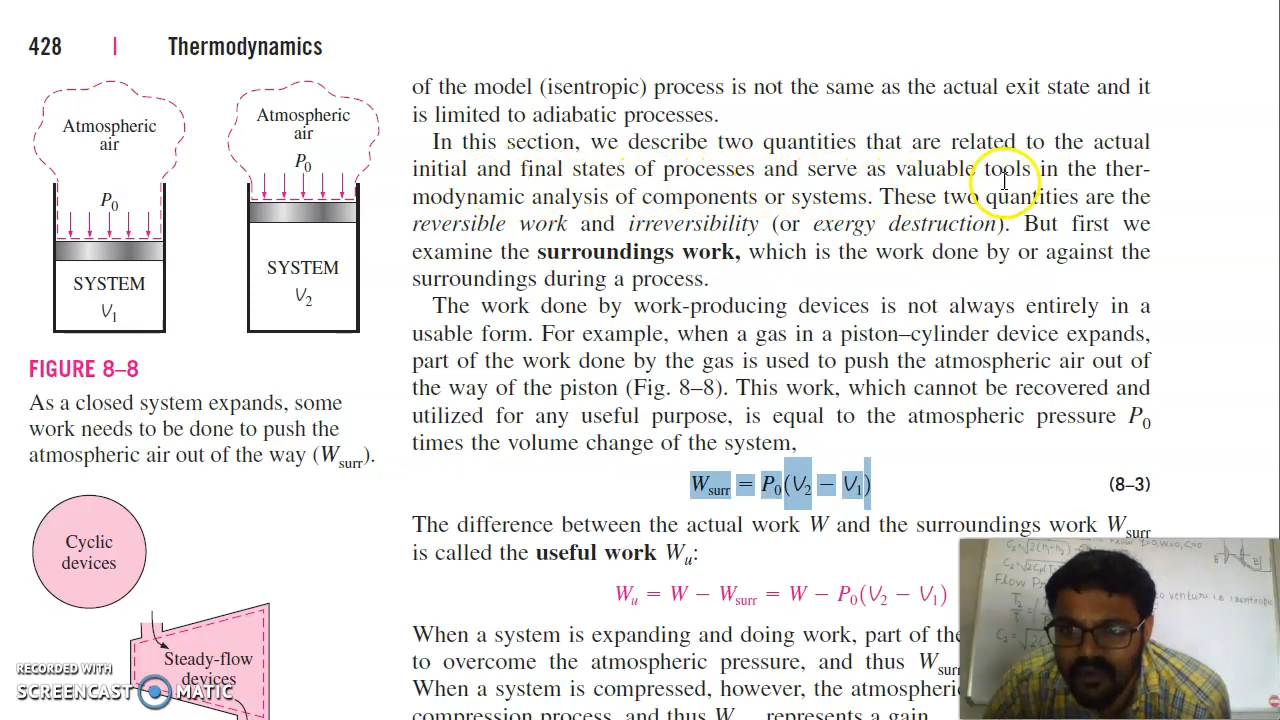 428 | Thermodynamics
Atmospheric
air
P0
SYSTEM
V1
Atmospheric
air
P0
SYSTEM
V2
FIGURE 8–8
As a closed system expands, some
work needs to be done to push the
atmospheric air out of the way (Wsurr).
Cyclic
devices
Steady-flow
devices
RECORDED WITH
SCREENCAST MATIC
of the model (isentropic) process is not the same as the actual exit state and it
is limited to adiabatic processes.
In this section, we describe two quantities that are related to the actual
initial and final states of processes and serve as valuable tools in the ther-
modynamic analysis of components or systems. These two quantities are the
reversible work and irreversibility (or exergy destruction). But first we
examine the surroundings work, which is the work done by or against the
surroundings during a process.
The work done by work-producing devices is not always entirely in a
usable form. For example, when a gas in a piston–cylinder device expands,
part of the work done by the gas is used to push the atmospheric air out of
the way of the piston (Fig. 8–8). This work, which cannot be recovered and
utilized for any useful purpose, is equal to the atmospheric pressure P0
times the volume change of the system,
Wsurr = P0(V2 − V1) (8–3)
The difference between the actual work W and the surroundings work Wsurr
is called the useful work Wu:
Wu = W − Wsurr = W − P0(V2 − V1)
When a system is expanding and doing work, part of the
to overcome the atmospheric pressure, and thus Wsurr
When a system is compressed, however, the atmospheric
compression process, and thus W represents a gain.
Flow